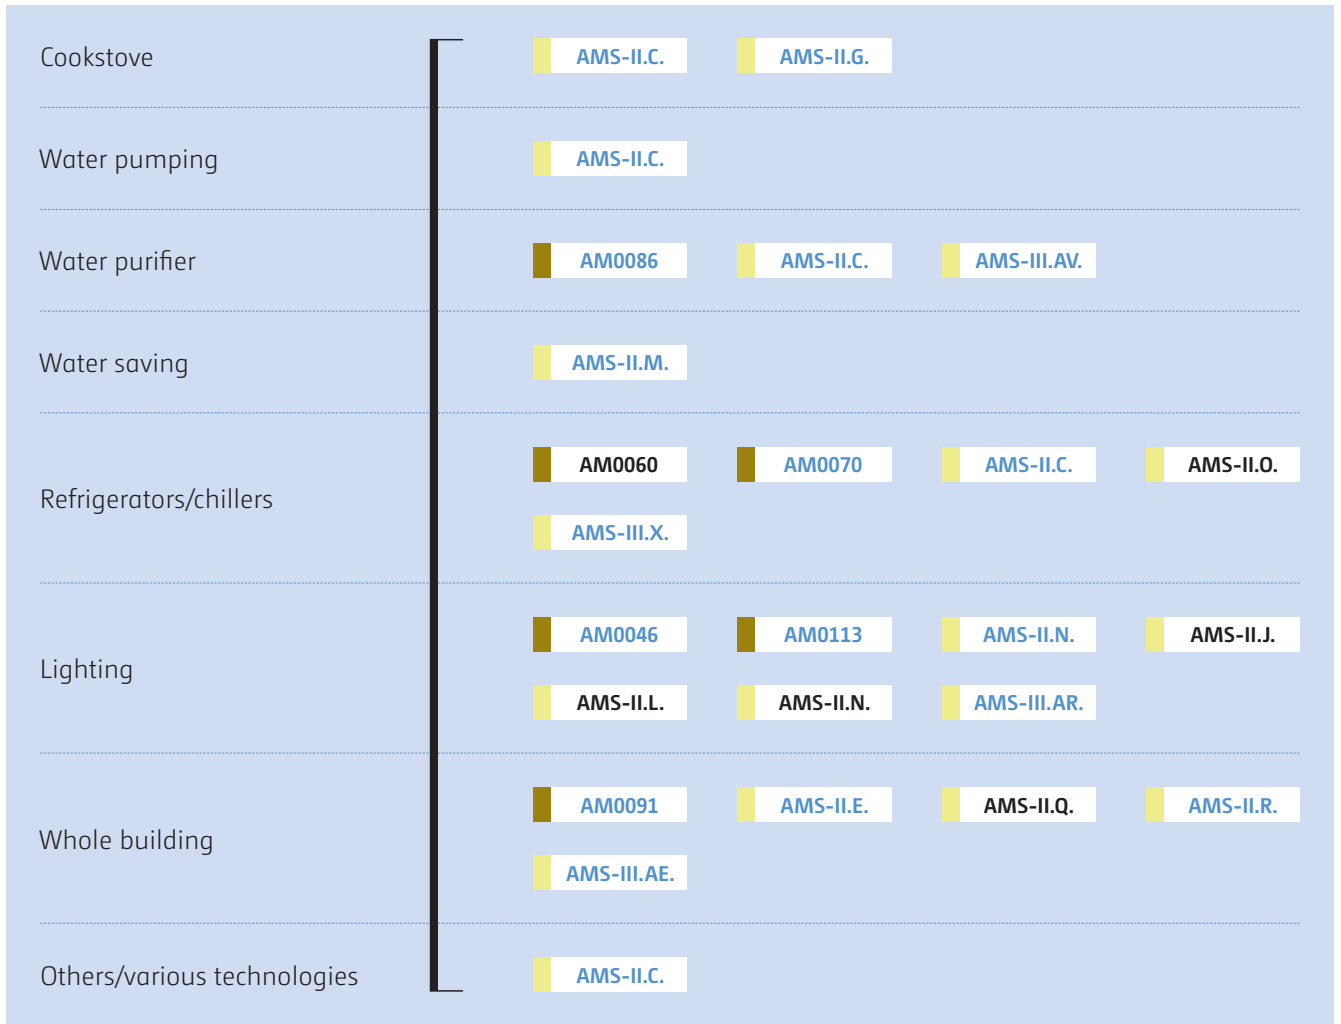 Cookstove
AMS-II.C. AMS-II.G.
Water pumping
AMS-II.C.
Water purifier
AM0086 AMS-II.C. AMS-III.AV.
Water saving
AMS-II.M.
Refrigerators/chillers
AM0060 AM0070 AMS-II.C. AMS-II.O.
AMS-III.X.
Lighting
AM0046 AM0113 AMS-II.N. AMS-II.J.
AMS-II.L. AMS-II.N. AMS-III.AR.
Whole building
AM0091 AMS-II.E. AMS-II.Q. AMS-II.R.
AMS-III.AE.
Others/various technologies
AMS-II.C.